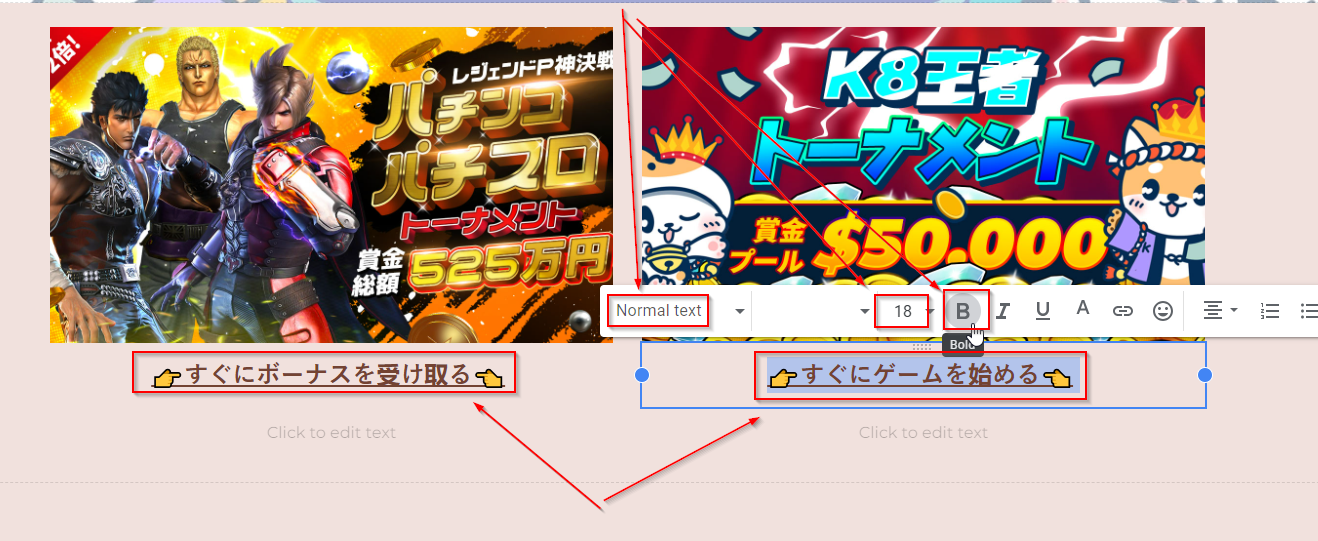 2倍!
レジェンドP神決戦
パチンコ
パチスロ
トーナメント
賞金総額 525万円
K8王者
トーナメント
賞金プール $50,000
Normal text
18
B I U A
Bold
👉すぐにボーナスを受け取る👈
👉すぐにゲームを始める👈
Click to edit text
Click to edit text